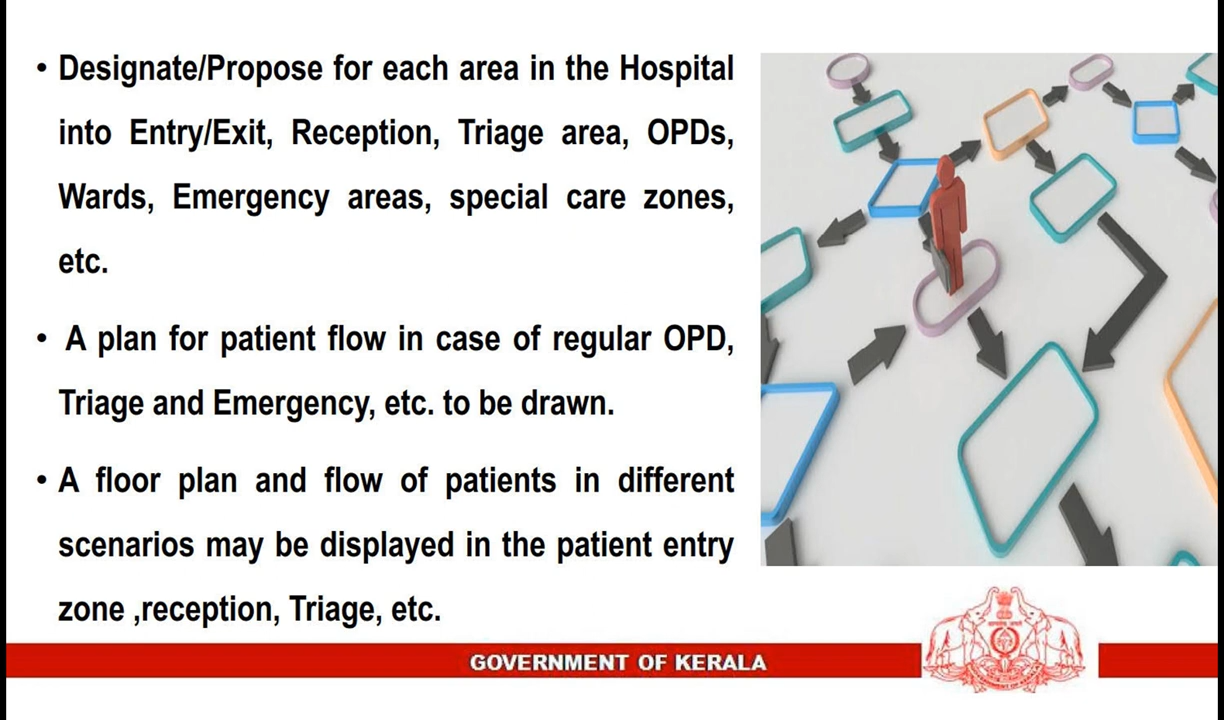 • Designate/Propose for each area in the Hospital
into Entry/Exit, Reception, Triage area, OPDs,
Wards, Emergency areas, special care zones,
etc.
• A plan for patient flow in case of regular OPD,
Triage and Emergency, etc. to be drawn.
• A floor plan and flow of patients in different
scenarios may be displayed in the patient entry
zone ,reception, Triage, etc.
GOVERNMENT OF KERALA